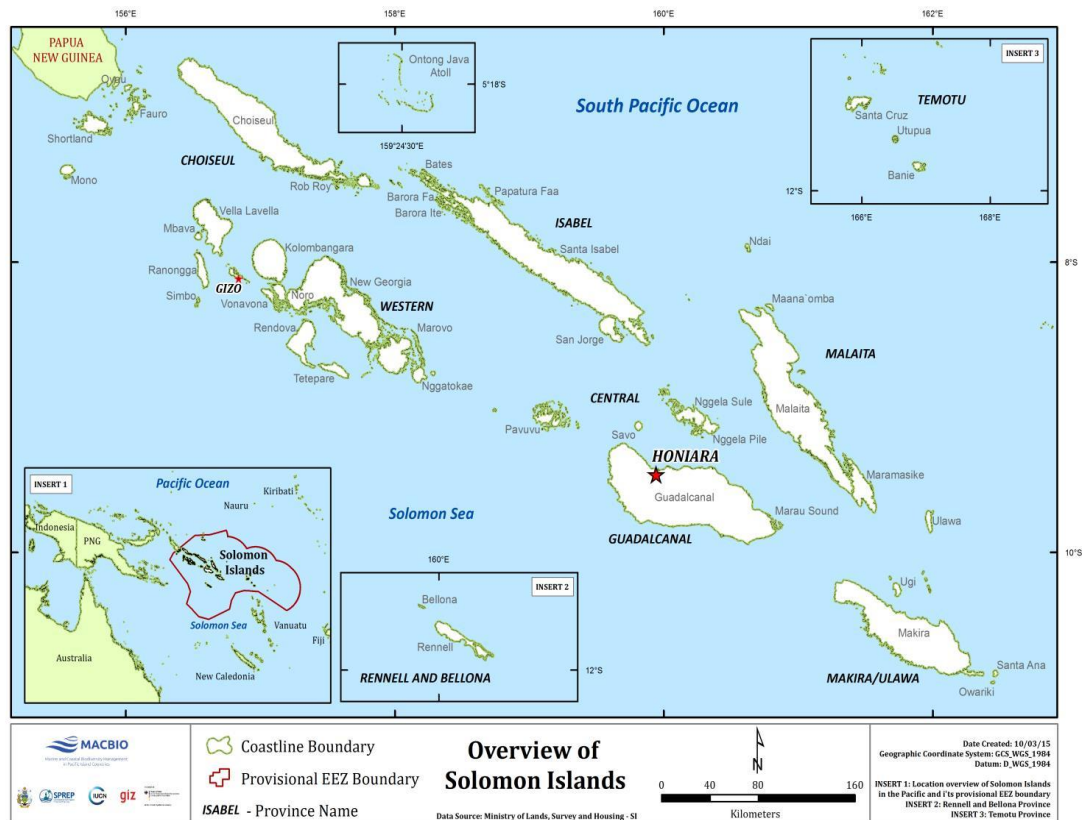 156°E
158°E
160°E
162°E
PAPUA
NEW GUINEA
Ovau
Fauro
Shortland
Mono
Choiseul
CHOISEUL
Rob Roy
Ontong Java
Atoll
5°18'S
159°24'30"E
South Pacific Ocean
INSERT 3
TEMOTU
Santa Cruz
Utupua
Banie
12°S
166°E
168°E
Bates
Papatura Faa
Barora Fa
Barora Ite
ISABEL
Santa Isabel
San Jorge
Vella Lavella
Mbava
Kolombangara
Ranongga
GIZO
Simbo
Vonavona
Noro
New Georgia
WESTERN
Rendova
Marovo
Tetepare
Nggatokae
Ndai
8°S
8°S
Maana`omba
MALAITA
Malaita
Maramasike
CENTRAL
Nggela Sule
Nggela Pile
Pavuvu
Savo
HONIARA
Guadalcanal
Marau Sound
GUADALCANAL
Ulawa
10°S
10°S
Ugi
Makira
Santa Ana
Owariki
MAKIRA/ULAWA
Solomon Sea
INSERT 1
Pacific Ocean
Kiribati
Nauru
Indonesia
PNG
Solomon
Islands
Solomon Sea
Vanuatu
Fiji
Australia
New Caledonia
160°E
INSERT 2
Bellona
Rennell
12°S
RENNELL AND BELLONA
MACBIO
SPREP
IUCN
giz
Coastline Boundary
Provisional EEZ Boundary
ISABEL - Province Name
Overview of
Solomon Islands
Data Source: Ministry of Lands, Survey and Housing - SI
N
80 40 0 80 160
Kilometers
Date Created: 10/03/15
Geographic Coordinate System: GCS_WGS_1984
Datum: D_WGS_1984
INSERT 1: Location overview of Solomon Islands
in the Pacific and i'ts provisional EEZ boundary
INSERT 2: Rennell and Bellona Province
INSERT 3: Temotu Province